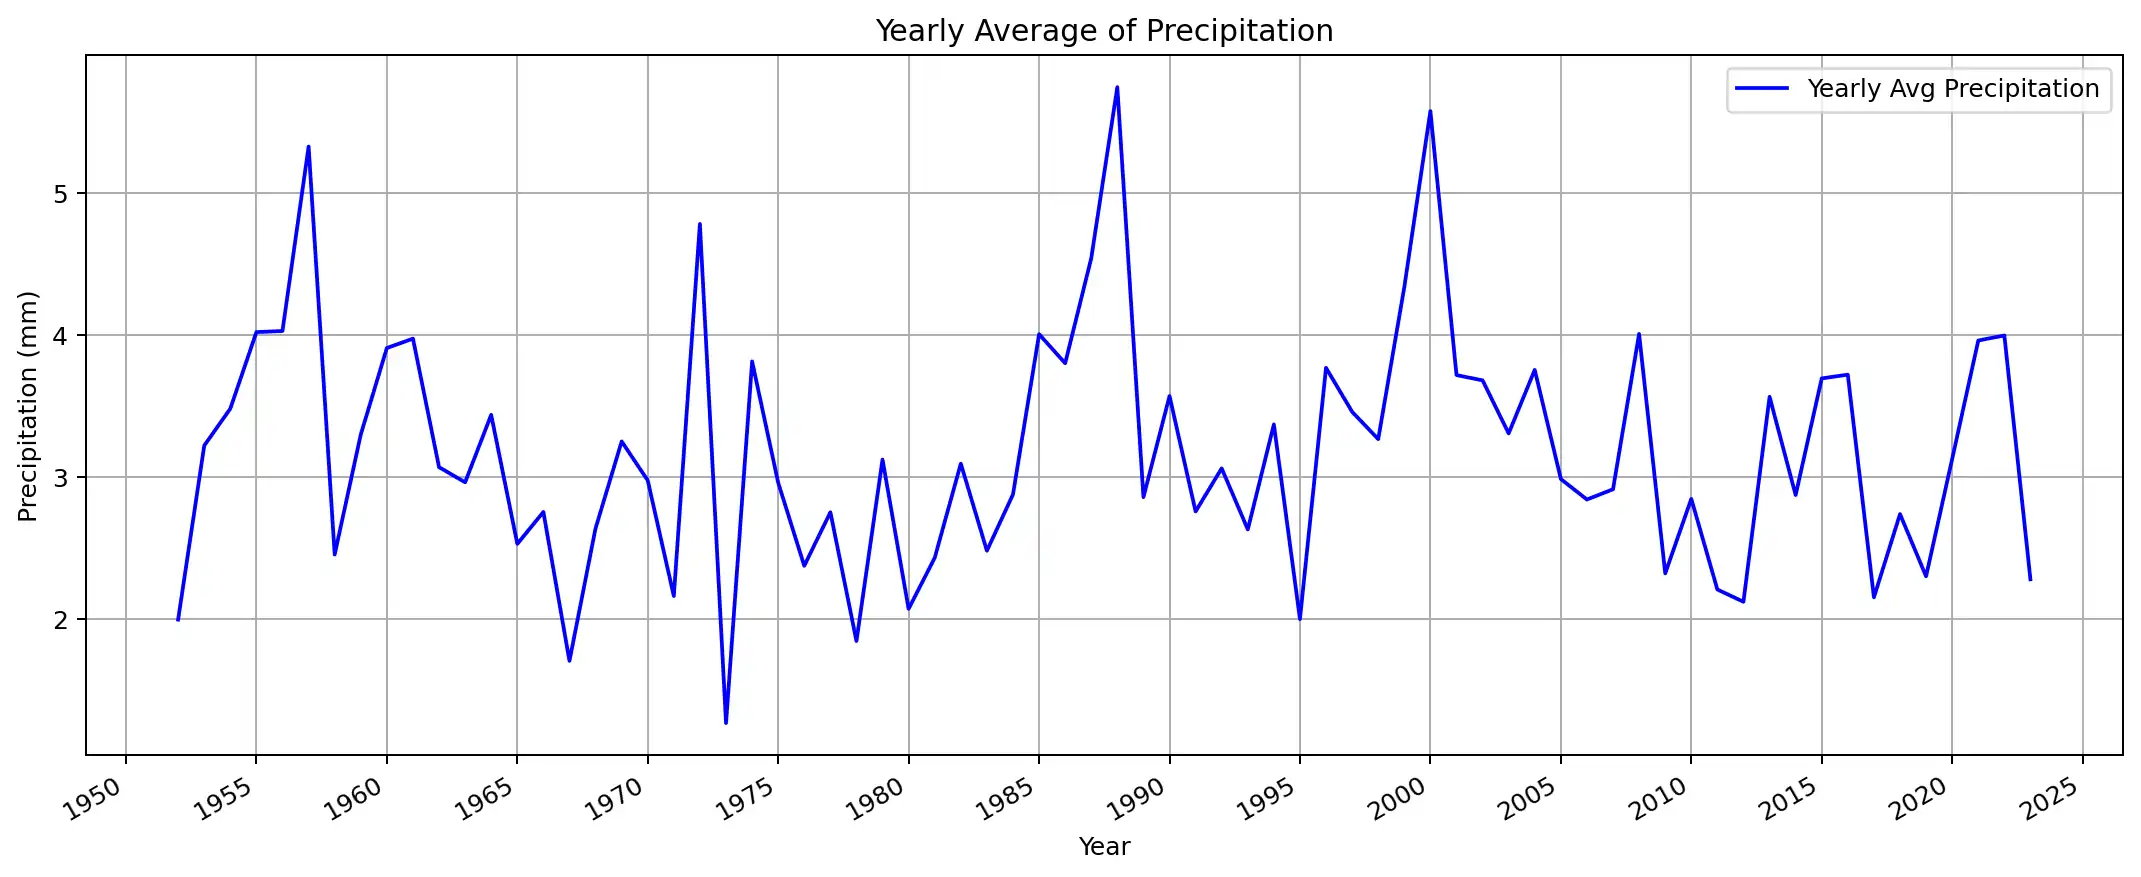 Yearly Average of Precipitation
Yearly Avg Precipitation
Precipitation (mm)
5
4
3
2
1950 1955 1960 1965 1970 1975 1980 1985 1990 1995 2000 2005 2010 2015 2020 2025
Year